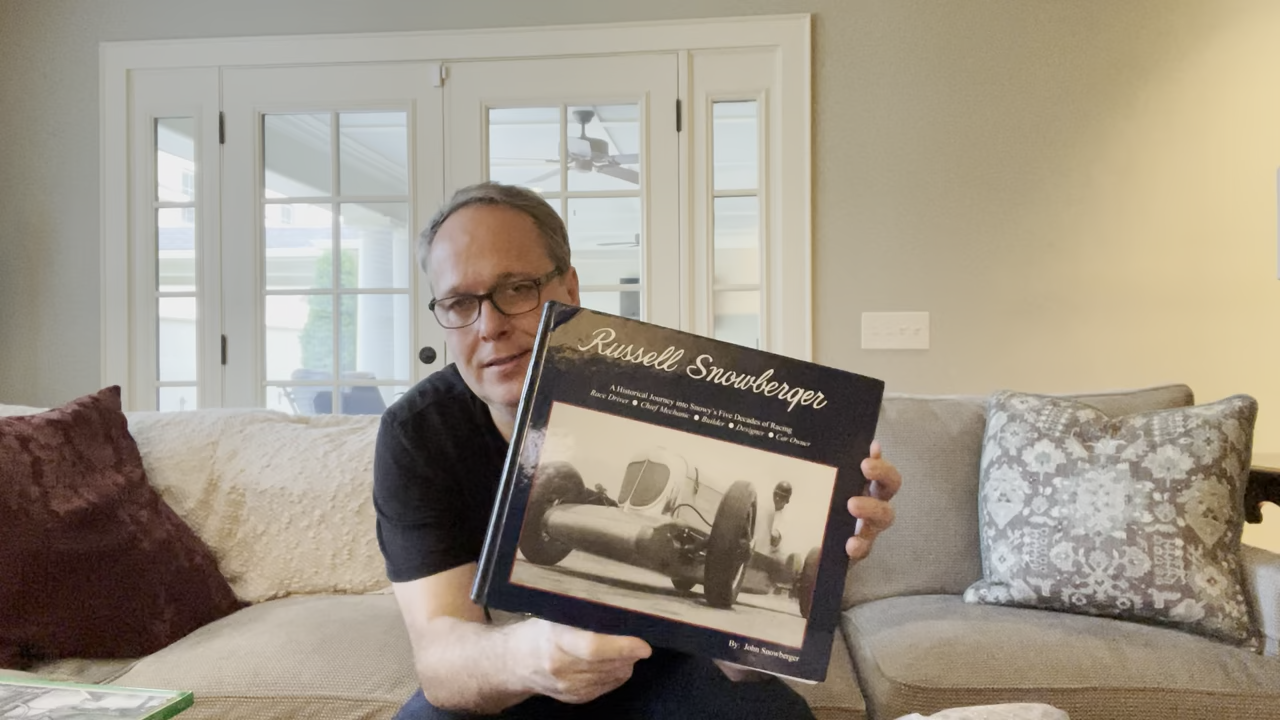 Russell Snowberger
A Historical Journey into Snowy's Five Decades of Racing
Race Driver ● Chief Mechanic ● Builder ● Designer ● Car Owner
By: John Snowberger